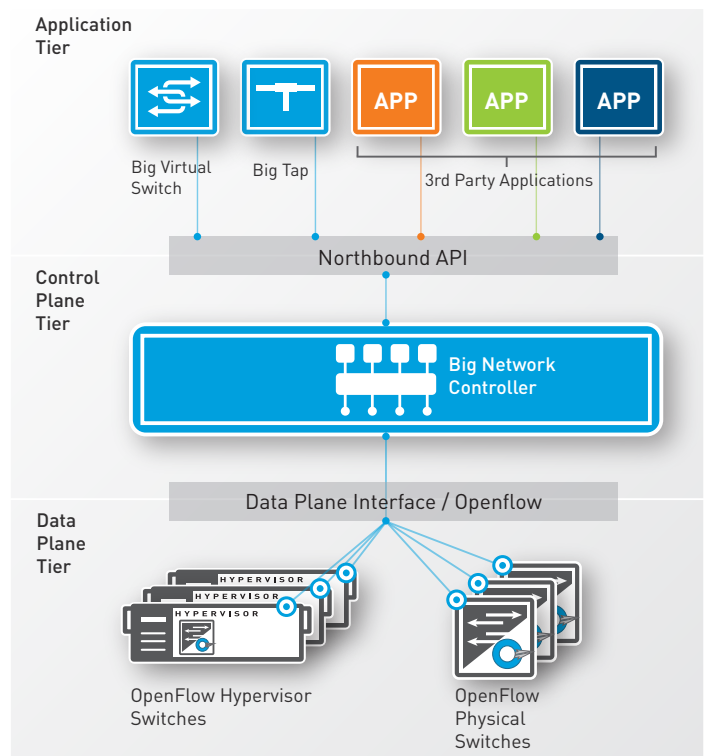 Application
Tier
APP
APP
APP
Big Virtual
Switch
Big Tap
3rd Party Applications
Northbound API
Control
Plane
Tier
Big Network
Controller
Data Plane Interface / Openflow
Data
Plane
Tier
HYPERVISOR
HYPERVISOR
OpenFlow Hypervisor
Switches
OpenFlow
Physical
Switches